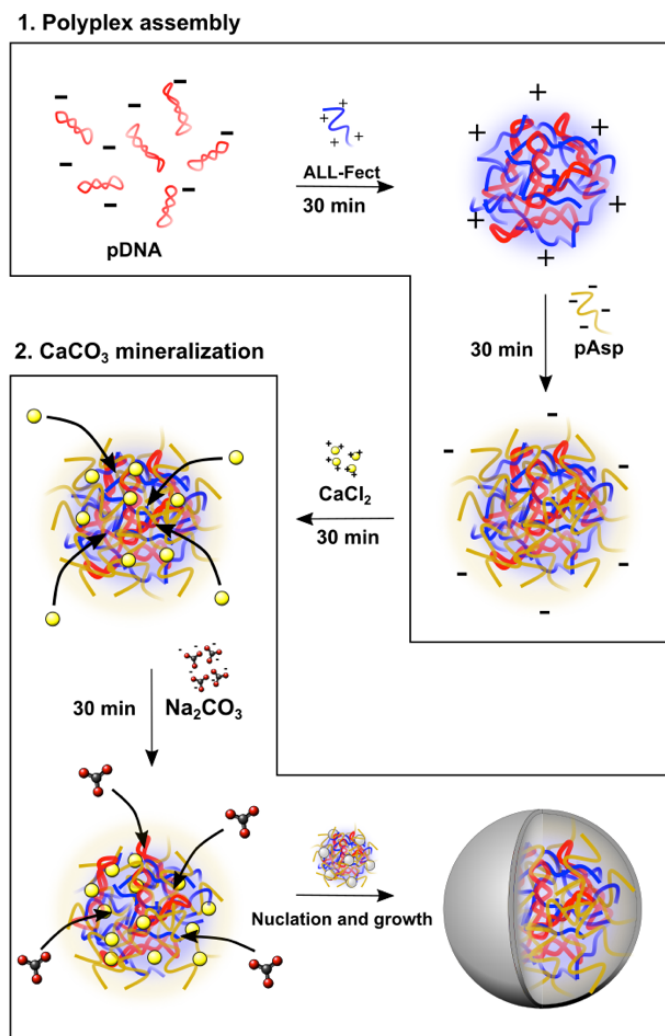 1. Polyplex assembly
ALL-Fect
30 min
pDNA
30 min
pAsp
2. CaCO₃ mineralization
CaCl₂
30 min
30 min
Na₂CO₃
Nuclation and growth